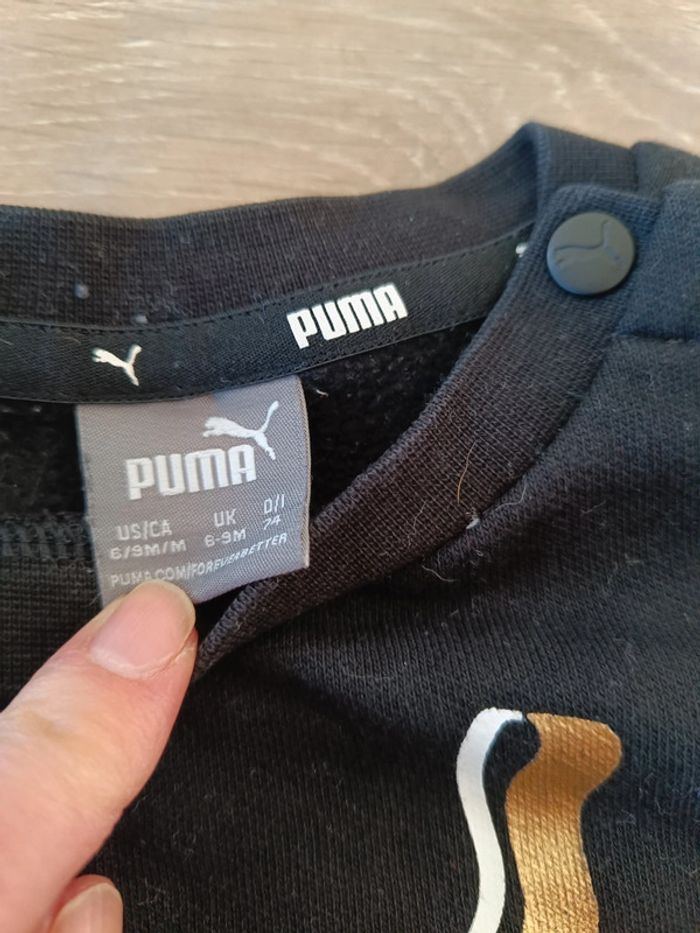 PUMA
PUMA
US/CA UK D/I
6/9M/M 6-9M 74
PUMA.COM/FOREVERBETTER